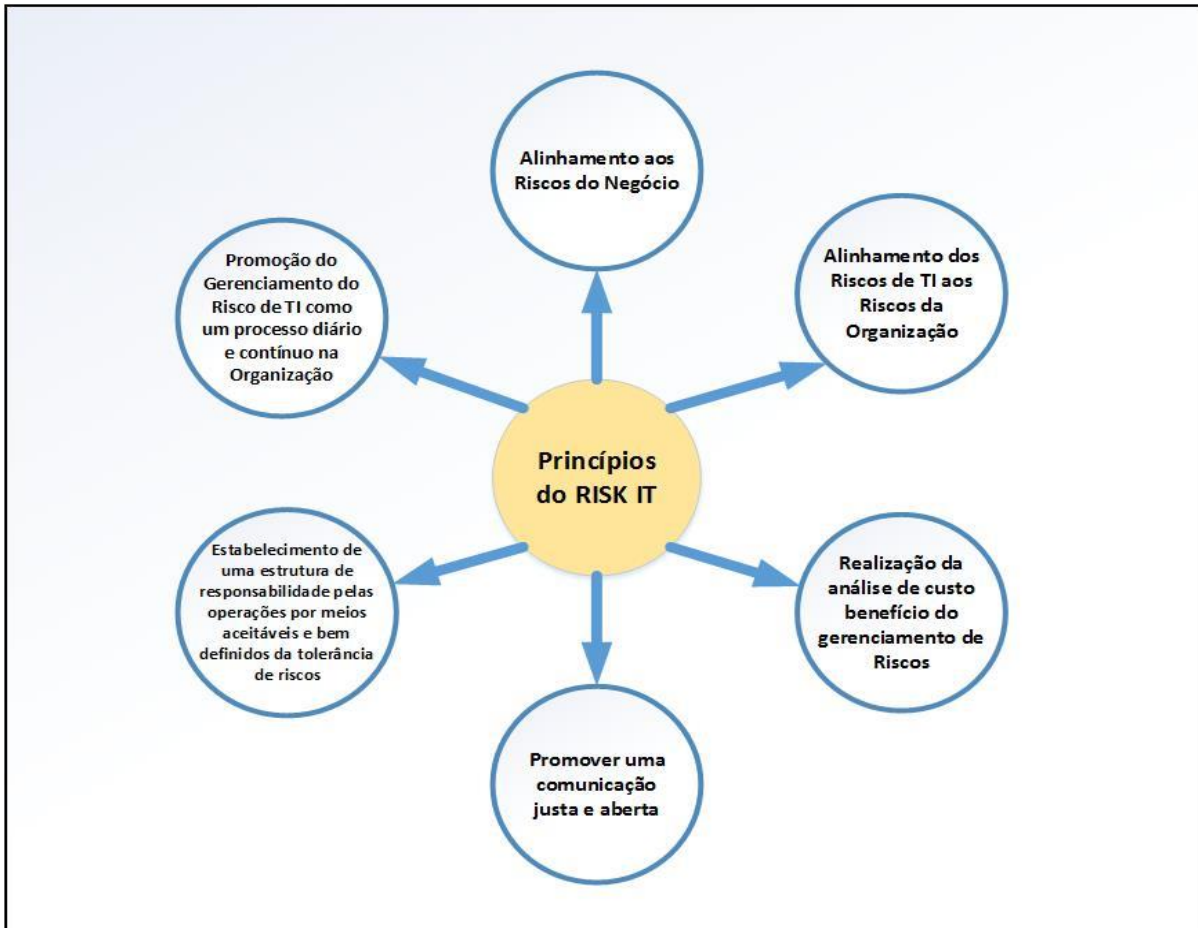 Alinhamento aos
Riscos do Negócio
Alinhamento dos
Riscos de TI aos
Riscos da
Organização
Realização da
análise de custo
benefício do
gerenciamento de
Riscos
Promover uma
comunicação
justa e aberta
Estabelecimento de
uma estrutura de
responsabilidade pelas
operações por meios
aceitáveis e bem
definidos da tolerância
de riscos
Promoção do
Gerenciamento do
Risco de TI como
um processo diário
e contínuo na
Organização
Princípios
do RISK IT